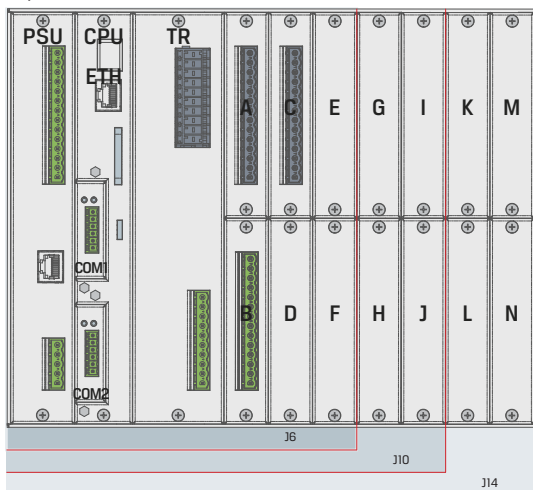 PSU CPU TR
ETH
A C E G I K M
COM1
B D F H J L N
COM2
J6
J10
J14